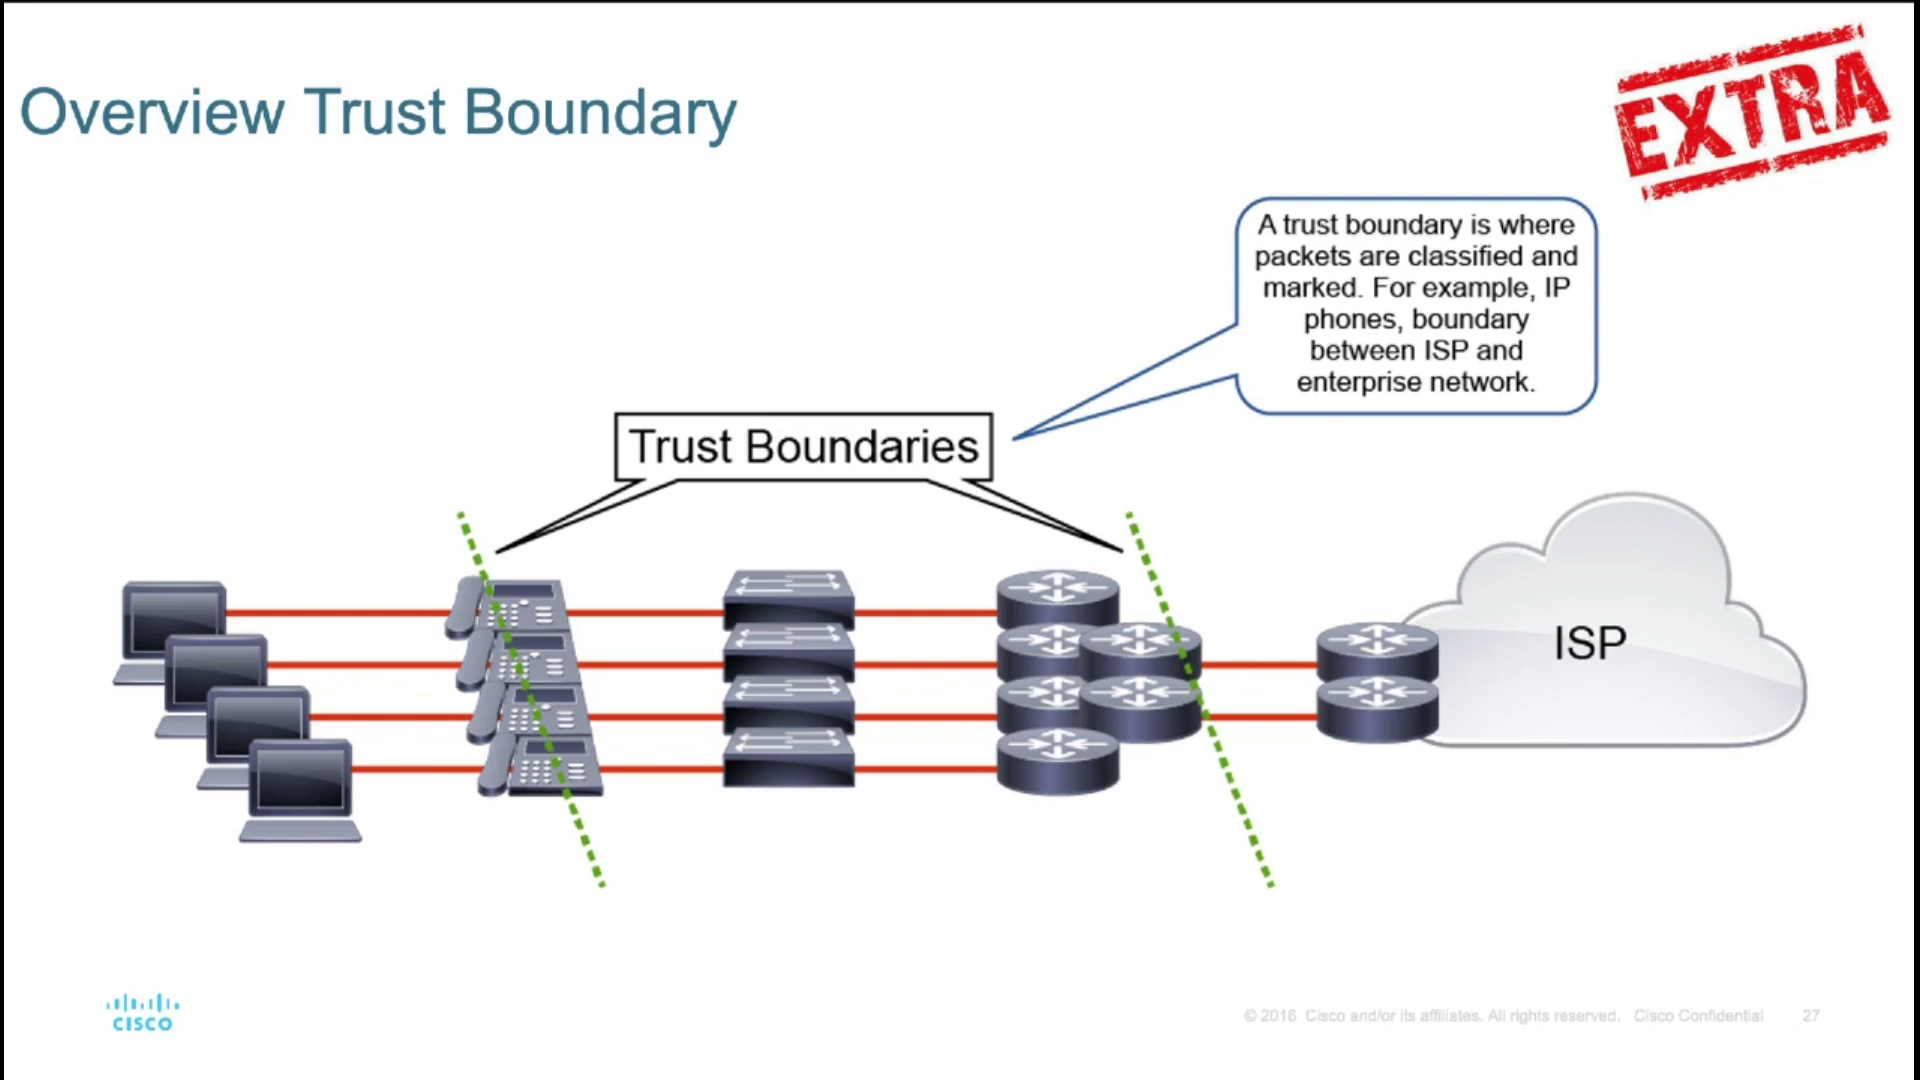 Overview Trust Boundary
EXTRA
A trust boundary is where
packets are classified and
marked. For example, IP
phones, boundary
between ISP and
enterprise network.
Trust Boundaries
ISP
CISCO
© 2016 Cisco and/or its affiliates. All rights reserved. Cisco Confidential 27